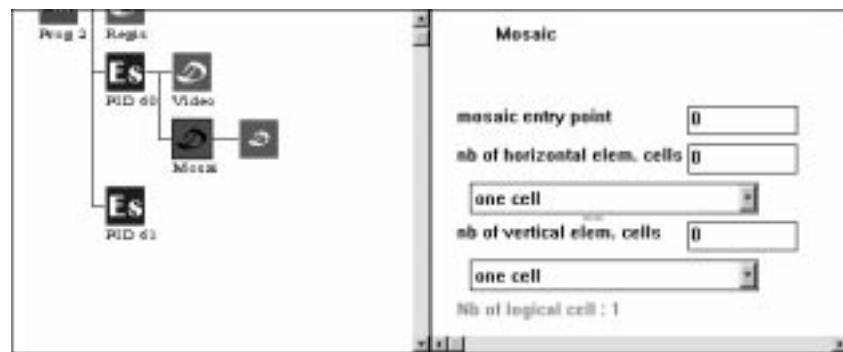 Prog 2 Regis
Es
PID 60 Video
Mosai
Es
PID 61
Mosaic
mosaic entry point 0
nb of horizontal elem. cells 0
one cell
nb of vertical elem. cells 0
one cell
Nb of logical cell : 1